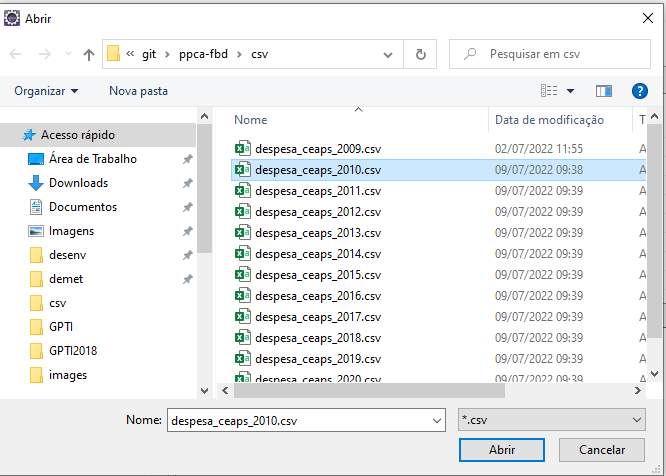 Abrir
« git › ppca-fbd › csv
Pesquisar em csv
Organizar
Nova pasta
Nome
Data de modificação
T
Acesso rápido
Área de Trabalho
Downloads
Documentos
Imagens
desenv
demet
csv
GPTI
GPTI2018
images
despesa_ceaps_2009.csv 02/07/2022 11:55 A
despesa_ceaps_2010.csv 09/07/2022 09:38 A
despesa_ceaps_2011.csv 09/07/2022 09:39 A
despesa_ceaps_2012.csv 09/07/2022 09:39 A
despesa_ceaps_2013.csv 09/07/2022 09:39 A
despesa_ceaps_2014.csv 09/07/2022 09:39 A
despesa_ceaps_2015.csv 09/07/2022 09:39 A
despesa_ceaps_2016.csv 09/07/2022 09:39 A
despesa_ceaps_2017.csv 09/07/2022 09:39 A
despesa_ceaps_2018.csv 09/07/2022 09:39 A
despesa_ceaps_2019.csv 09/07/2022 09:39 A
despesa_ceaps_2020.csv 09/07/2022 09:39 A
Nome: despesa_ceaps_2010.csv
*.csv
Abrir
Cancelar